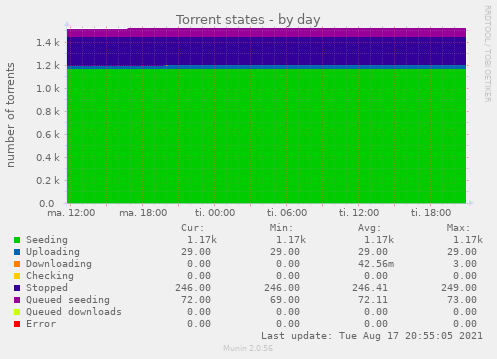 Torrent states - by day
RRDTOOL / TOBI OETIKER
number of torrents
1.4 k
1.2 k
1.0 k
0.8 k
0.6 k
0.4 k
0.2 k
0.0
ma. 12:00 ma. 18:00 ti. 00:00 ti. 06:00 ti. 12:00 ti. 18:00
Cur: Min: Avg: Max:
Seeding 1.17k 1.17k 1.17k 1.17k
Uploading 29.00 29.00 29.00 29.00
Downloading 0.00 0.00 42.56m 3.00
Checking 0.00 0.00 0.00 0.00
Stopped 246.00 246.00 246.41 249.00
Queued seeding 72.00 69.00 72.11 73.00
Queued downloads 0.00 0.00 0.00 0.00
Error 0.00 0.00 0.00 0.00
Last update: Tue Aug 17 20:55:05 2021
Munin 2.0.56